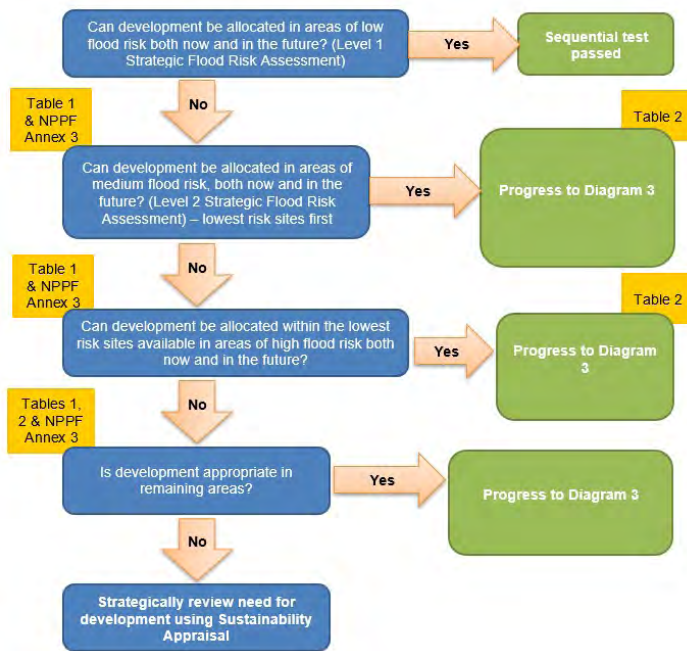 Can development be allocated in areas of low
flood risk both now and in the future? (Level 1
Strategic Flood Risk Assessment)
Yes
Sequential test
passed
No
Table 1
& NPPF
Annex 3
Table 2
Can development be allocated in areas of
medium flood risk, both now and in the
future? (Level 2 Strategic Flood Risk
Assessment) – lowest risk sites first
Yes
Progress to Diagram 3
No
Table 1
& NPPF
Annex 3
Table 2
Can development be allocated within the lowest
risk sites available in areas of high flood risk both
now and in the future?
Yes
Progress to Diagram
3
No
Tables 1,
2 & NPPF
Annex 3
Is development appropriate in
remaining areas?
Yes
Progress to Diagram 3
No
Strategically review need for
development using Sustainability
Appraisal